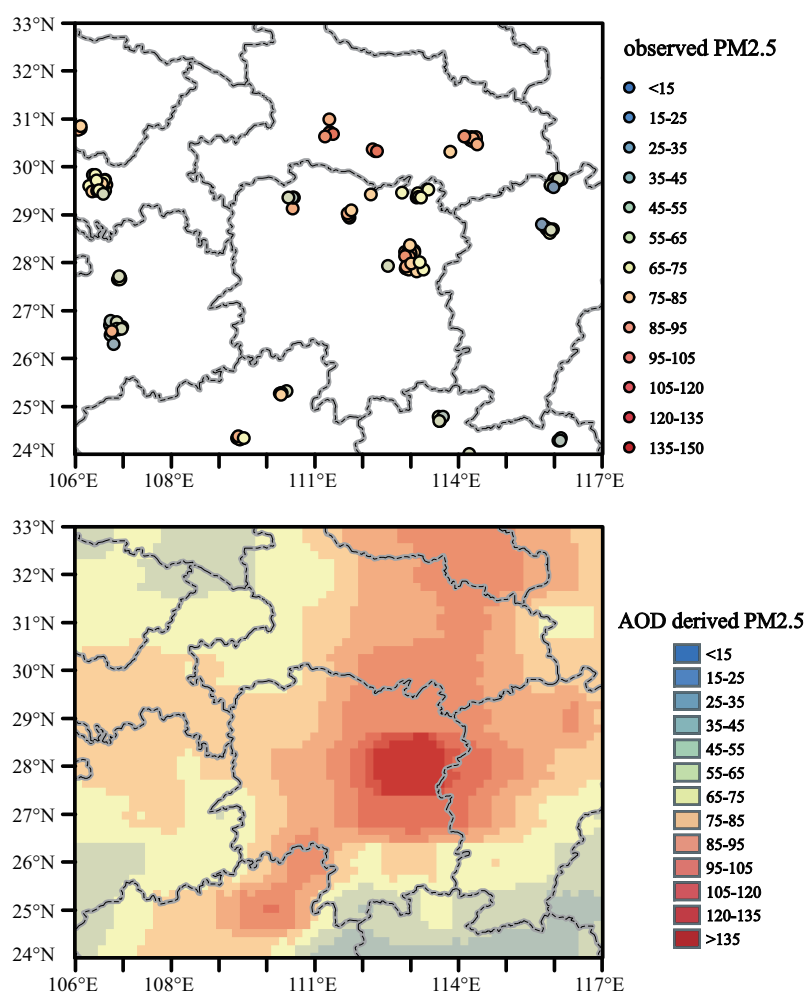 33°N
32°N
31°N
30°N
29°N
28°N
27°N
26°N
25°N
24°N
106°E 108°E 111°E 114°E 117°E
observed PM2.5
<15
15-25
25-35
35-45
45-55
55-65
65-75
75-85
85-95
95-105
105-120
120-135
135-150
33°N
32°N
31°N
30°N
29°N
28°N
27°N
26°N
25°N
24°N
106°E 108°E 111°E 114°E 117°E
AOD derived PM2.5
<15
15-25
25-35
35-45
45-55
55-65
65-75
75-85
85-95
95-105
105-120
120-135
>135